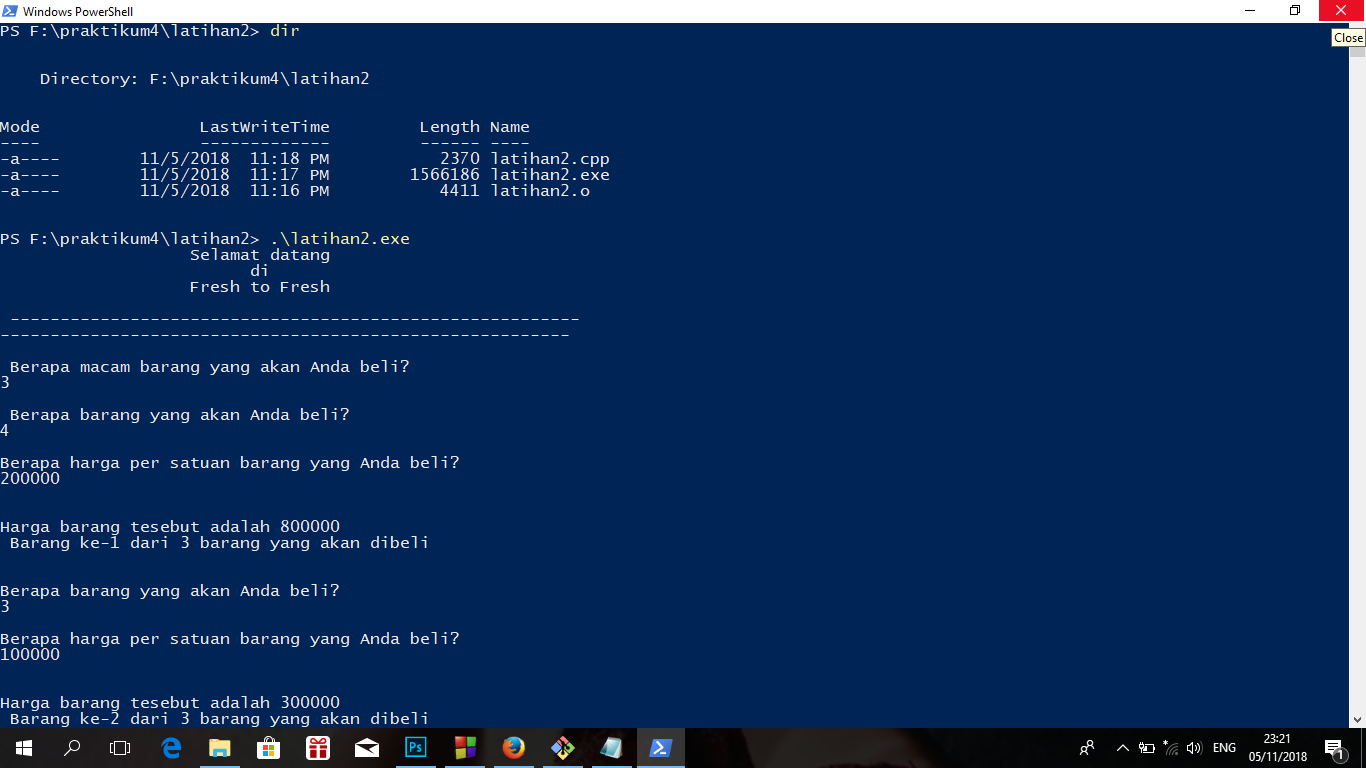 Windows PowerShell
PS F:\praktikum4\latihan2> dir
Close
Directory: F:\praktikum4\latihan2
Mode                LastWriteTime         Length Name
----                -------------         ------ ----
-a----        11/5/2018  11:18 PM           2370 latihan2.cpp
-a----        11/5/2018  11:17 PM        1566186 latihan2.exe
-a----        11/5/2018  11:16 PM           4411 latihan2.o
PS F:\praktikum4\latihan2> .\latihan2.exe
Selamat datang
di
Fresh to Fresh
---------------------------------------------------------
---------------------------------------------------------
Berapa macam barang yang akan Anda beli?
3
Berapa barang yang akan Anda beli?
4
Berapa harga per satuan barang yang Anda beli?
200000
Harga barang tesebut adalah 800000
Barang ke-1 dari 3 barang yang akan dibeli
Berapa barang yang akan Anda beli?
3
Berapa harga per satuan barang yang Anda beli?
100000
Harga barang tesebut adalah 300000
Barang ke-2 dari 3 barang yang akan dibeli
Ps
ENG
23:21
05/11/2018
1